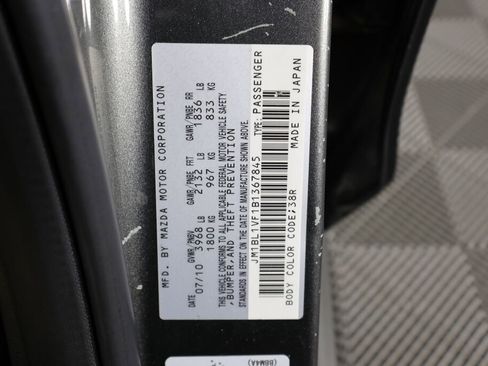 MFD. BY MAZDA MOTOR CORPORATION
DATE GVWR/PNBV GAWR/PNBE FRT GAWR/PNBE RR
07/10 3968 LB 2132 LB 1836 LB
1800 KG 967 KG 833 KG
THIS VEHICLE CONFORMS TO ALL APPLICABLE FEDERAL MOTOR VEHICLE SAFETY
,BUMPER,AND THEFT PREVENTION
STANDARDS IN EFFECT ON THE DATE OF MANUFACTURE SHOWN ABOVE.
JM1BL1VF1B1367845 TYPE: PASSENGER
BODY COLOR CODE/38R MADE IN JAPAN
(BBM4A)